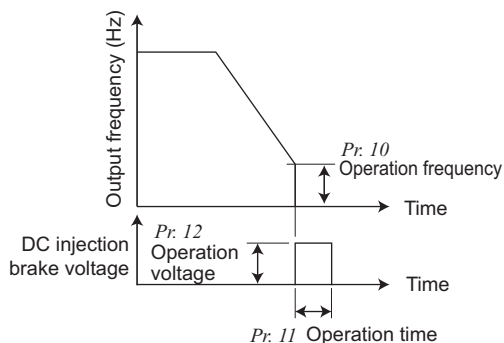 Output frequency (Hz)
Pr. 10
Operation frequency
Time
DC injection
brake voltage
Pr. 12
Operation
voltage
Time
Pr. 11 Operation time